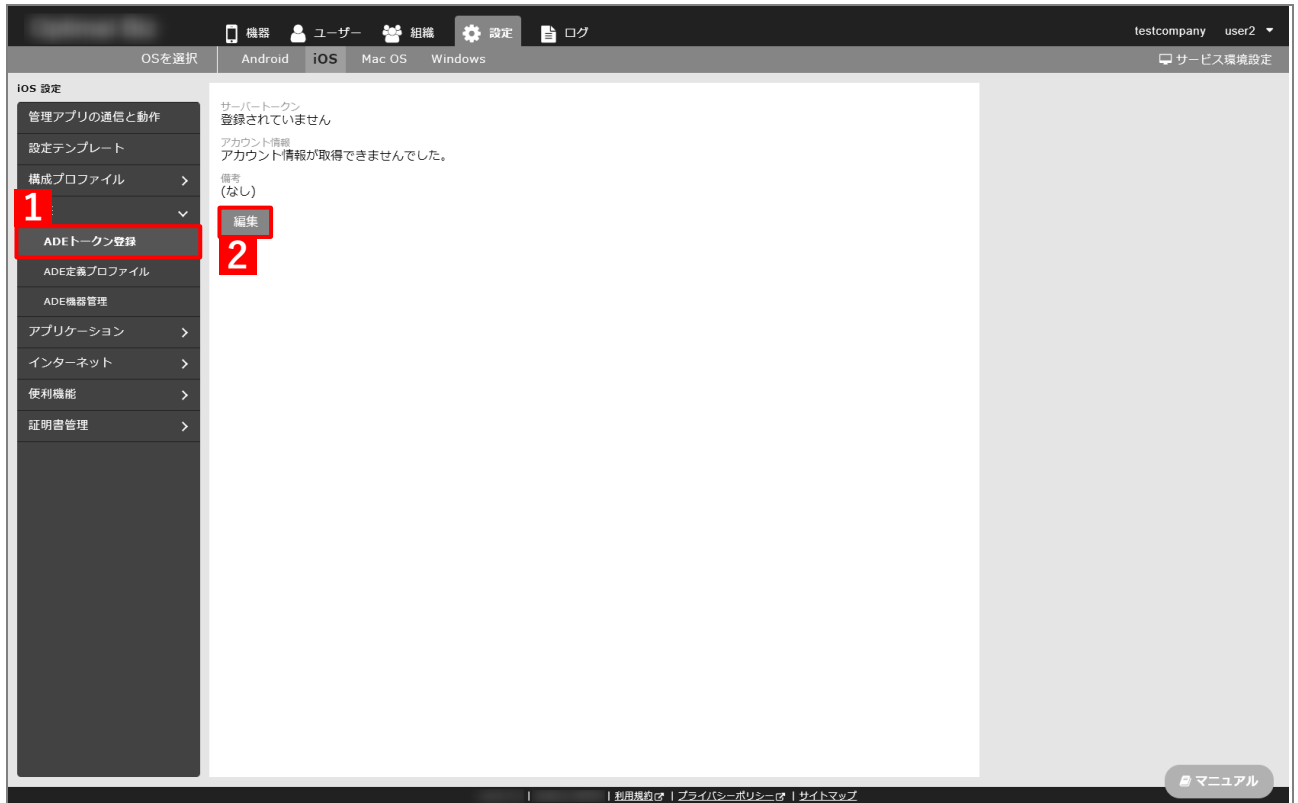 機器 ユーザー 組織 設定 ログ testcompany user2
OSを選択 Android iOS Mac OS Windows サービス環境設定
iOS 設定
管理アプリの通信と動作
設定テンプレート
構成プロファイル
1
ADEトークン登録
ADE定義プロファイル
ADE機器管理
アプリケーション
インターネット
便利機能
証明書管理
サーバートークン
登録されていません
アカウント情報
アカウント情報が取得できませんでした。
備考
(なし)
編集
2
マニュアル
| | 利用規約 | プライバシーポリシー | サイトマップ